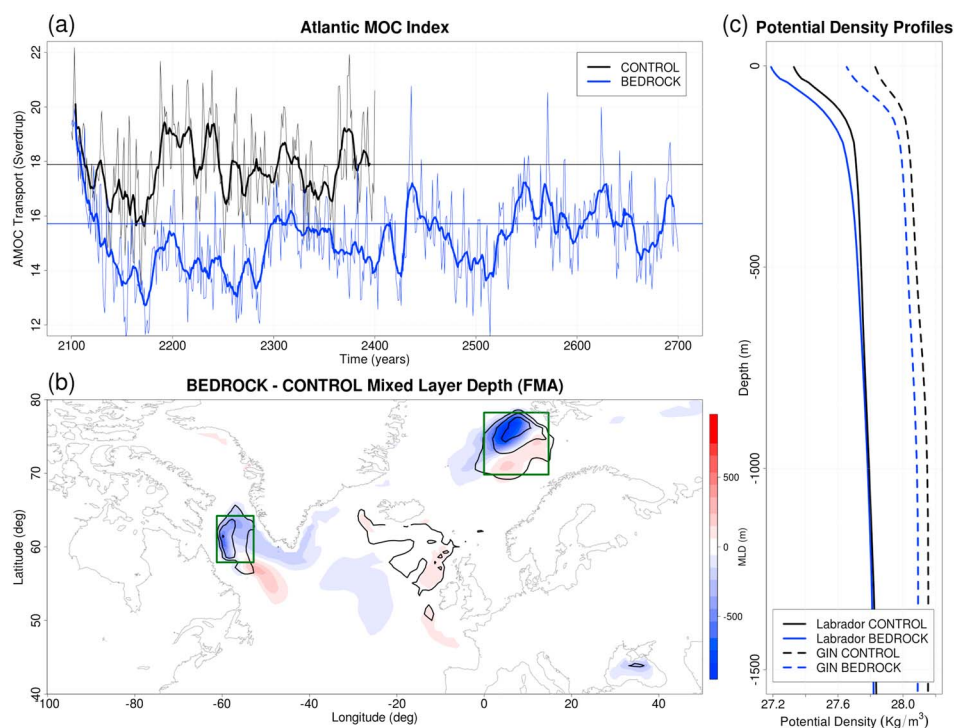 (a)
Atlantic MOC Index
AMOC Transport (Sverdrup)
22
20
18
16
14
12
CONTROL
BEDROCK
2100
2200
2300
2400
2500
2600
2700
Time (years)
(b)
BEDROCK - CONTROL Mixed Layer Depth (FMA)
Latitude (deg)
80
70
60
50
40
-100
-80
-60
-40
-20
0
20
40
Longitude (deg)
500
0
-500
MLD (m)
(c)
Potential Density Profiles
Depth (m)
0
-500
-1000
-1500
Labrador CONTROL
Labrador BEDROCK
GIN CONTROL
GIN BEDROCK
27.2
27.6
28.0
Potential Density (Kg/m³)